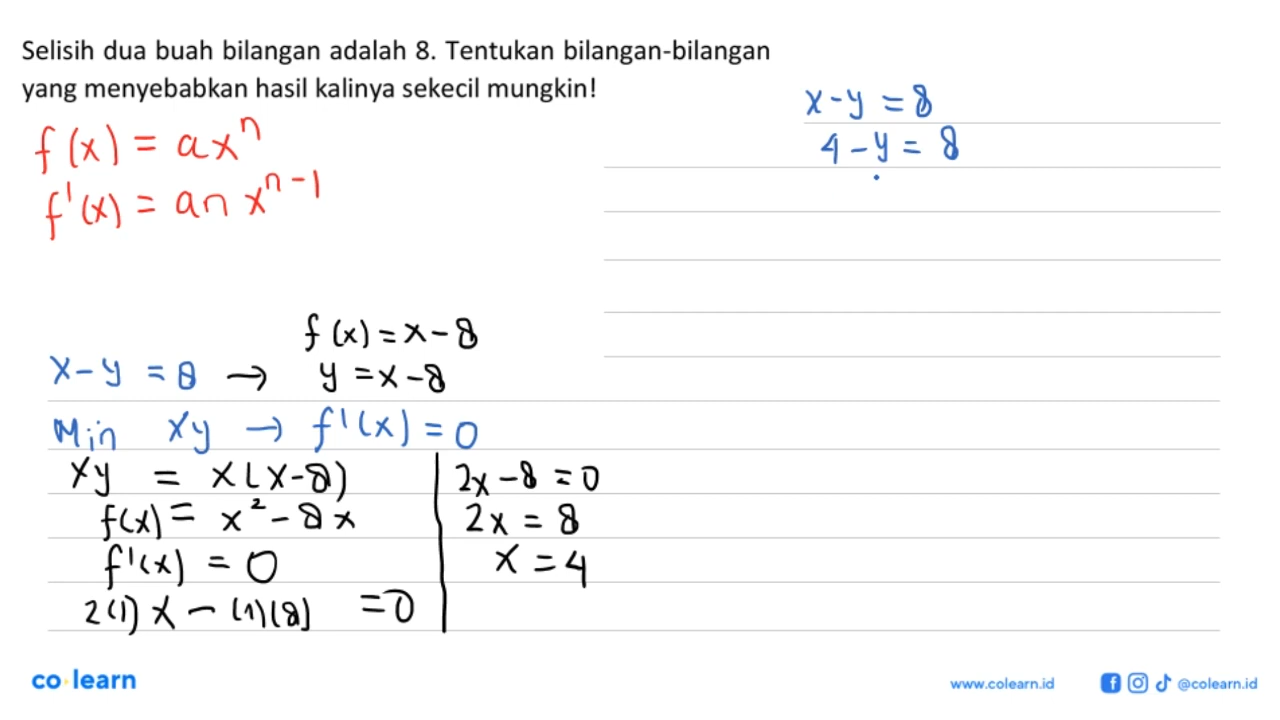 Selisih dua buah bilangan adalah 8. Tentukan bilangan-bilangan
yang menyebabkan hasil kalinya sekecil mungkin!
f(x) = ax^n
f'(x) = an x^{n-1}
x-y = 8
4-y = 8
f(x) = x-8
x-y = 8 → y = x-8
Min xy → f'(x) = 0
xy = x(x-8)
f(x) = x² - 8x
f'(x) = 0
2(1)x - (1)(8) = 0
2x-8 = 0
2x = 8
x = 4
co·learn
www.colearn.id
@colearn.id